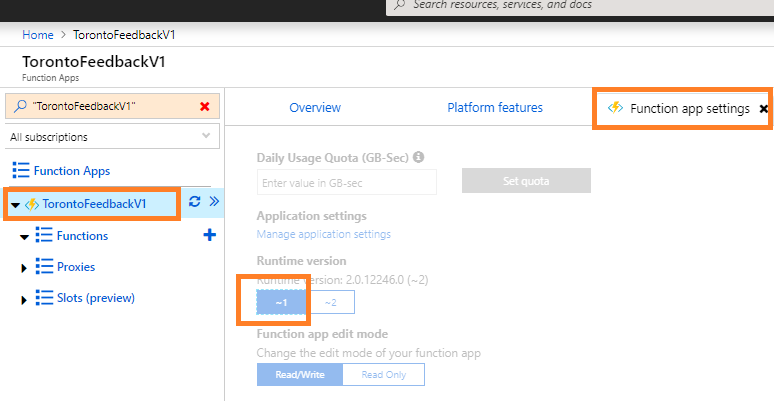 Search resources, services, and docs
Home > TorontoFeedbackV1
TorontoFeedbackV1
Function Apps
"TorontoFeedbackV1"
All subscriptions
Function Apps
TorontoFeedbackV1
Functions
Proxies
Slots (preview)
Overview
Platform features
Function app settings
Daily Usage Quota (GB-Sec)
Enter value in GB-sec
Set quota
Application settings
Manage application settings
Runtime version
Runtime version: 2.0.12246.0 (~2)
~1 ~2
Function app edit mode
Change the edit mode of your function app
Read/Write Read Only